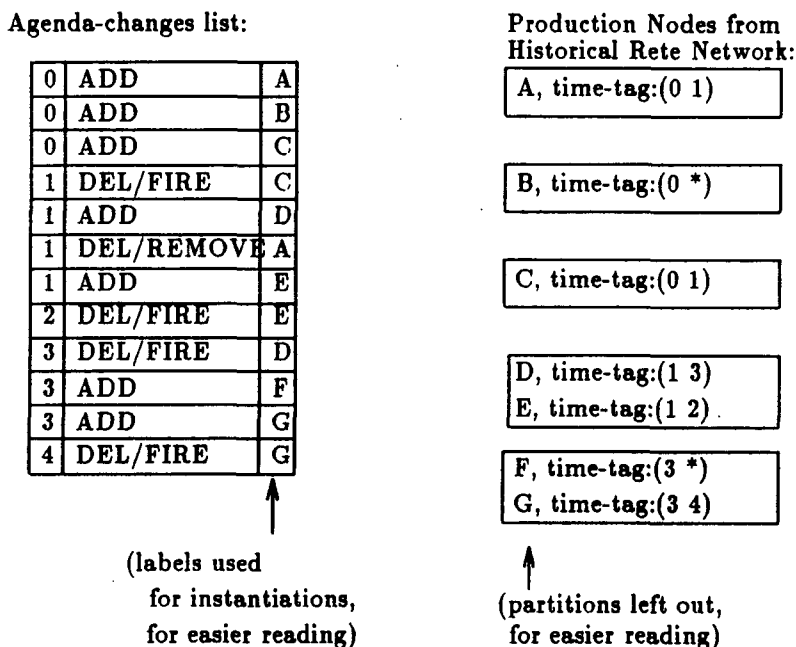 Agenda-changes list:
0 ADD A
0 ADD B
0 ADD C
1 DEL/FIRE C
1 ADD D
1 DEL/REMOVE A
1 ADD E
2 DEL/FIRE E
3 DEL/FIRE D
3 ADD F
3 ADD G
4 DEL/FIRE G
(labels used
for instantiations,
for easier reading)
Production Nodes from
Historical Rete Network:
A, time-tag:(0 1)
B, time-tag:(0 *)
C, time-tag:(0 1)
D, time-tag:(1 3)
E, time-tag:(1 2)
F, time-tag:(3 *)
G, time-tag:(3 4)
(partitions left out,
for easier reading)